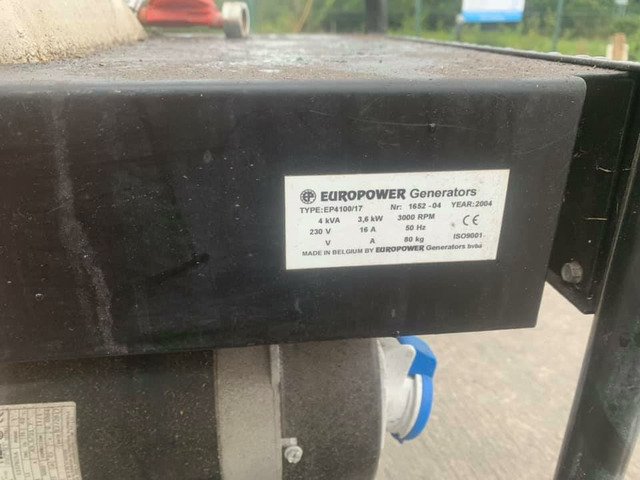 EP EUROPOWER Generators
TYPE:EP4100/17 Nr: 1652 - 04 YEAR: 2004
4 kVA 3,6 kW 3000 RPM CE
230 V 16 A 50 Hz
V A 80 kg ISO9001
MADE IN BELGIUM BY EUROPOWER Generators bvba